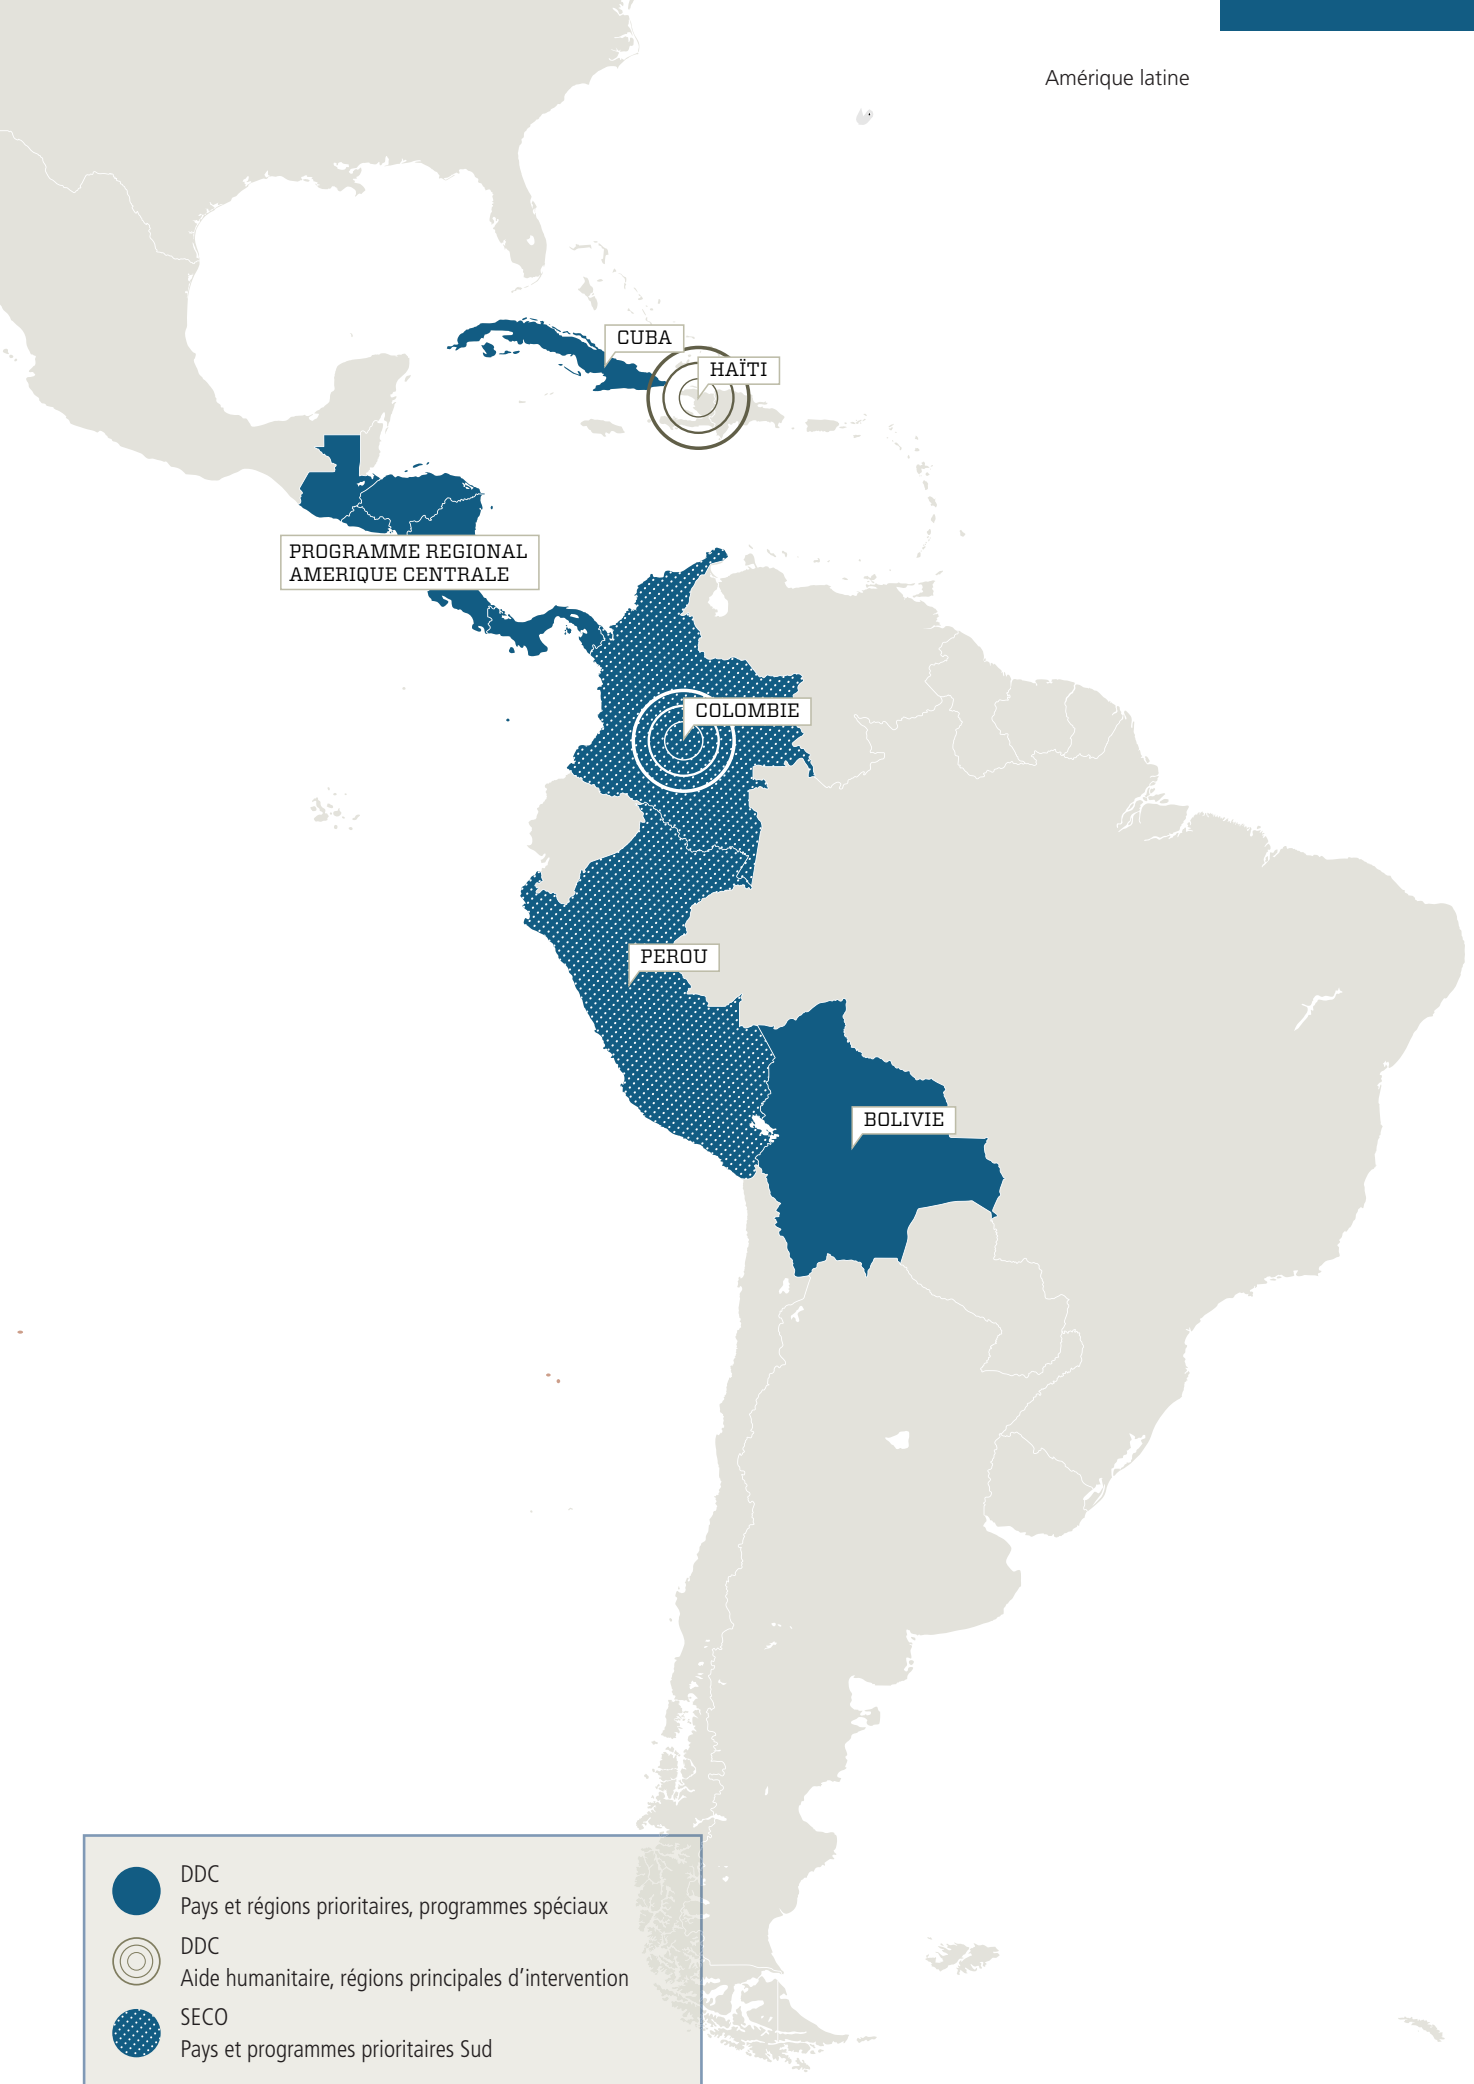 Amérique latine
CUBA
HAÏTI
PROGRAMME REGIONAL
AMERIQUE CENTRALE
COLOMBIE
PEROU
BOLIVIE
DDC
Pays et régions prioritaires, programmes spéciaux
DDC
Aide humanitaire, régions principales d’intervention
SECO
Pays et programmes prioritaires Sud